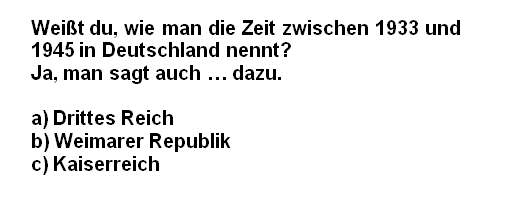 Weißt du, wie man die Zeit zwischen 1933 und
1945 in Deutschland nennt?
Ja, man sagt auch … dazu.
a) Drittes Reich
b) Weimarer Republik
c) Kaiserreich